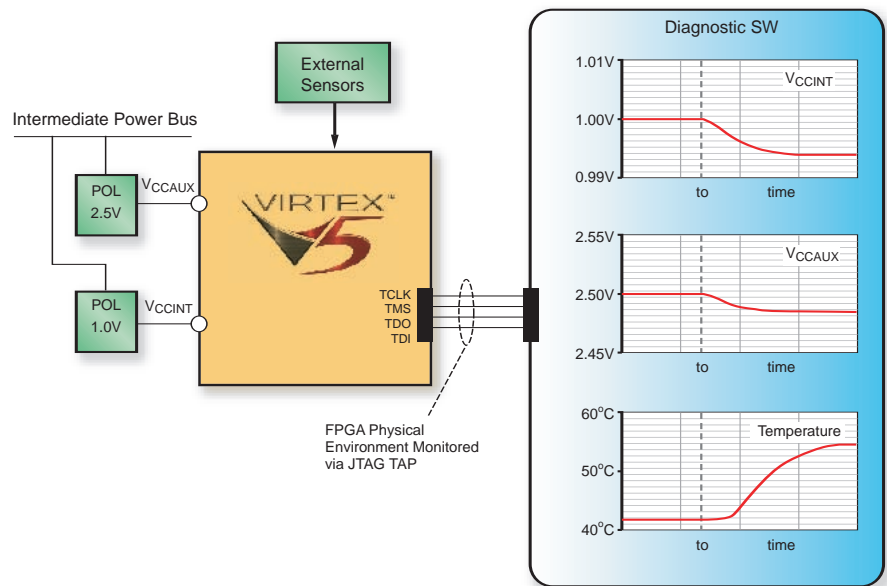 Diagnostic SW
External
Sensors
Intermediate Power Bus
POL
2.5V
VCCAUX
POL
1.0V
VCCINT
VIRTEX™
5
TCLK
TMS
TDO
TDI
FPGA Physical
Environment Monitored
via JTAG TAP
1.01V
VCCINT
1.00V
0.99V
to time
2.55V
VCCAUX
2.50V
2.45V
to time
60°C
Temperature
50°C
40°C
to time